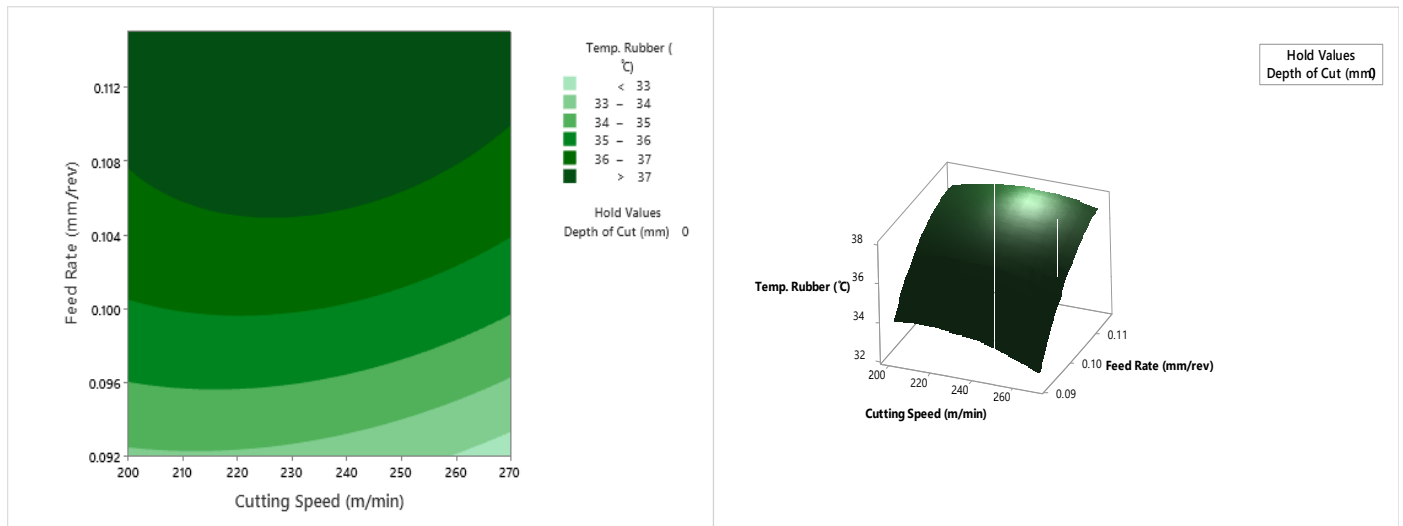 Temp. Rubber (
℃)
< 33
33 – 34
34 – 35
35 – 36
36 – 37
> 37
Hold Values
Depth of Cut (mm) 0
Feed Rate (mm/rev)
0.112
0.108
0.104
0.100
0.096
0.092
200 210 220 230 240 250 260 270
Cutting Speed (m/min)
Hold Values
Depth of Cut (mm) 0
38
36
34
32
Temp. Rubber (℃)
200
220
240
260
Cutting Speed (m/min)
0.11
0.10
0.09
Feed Rate (mm/rev)